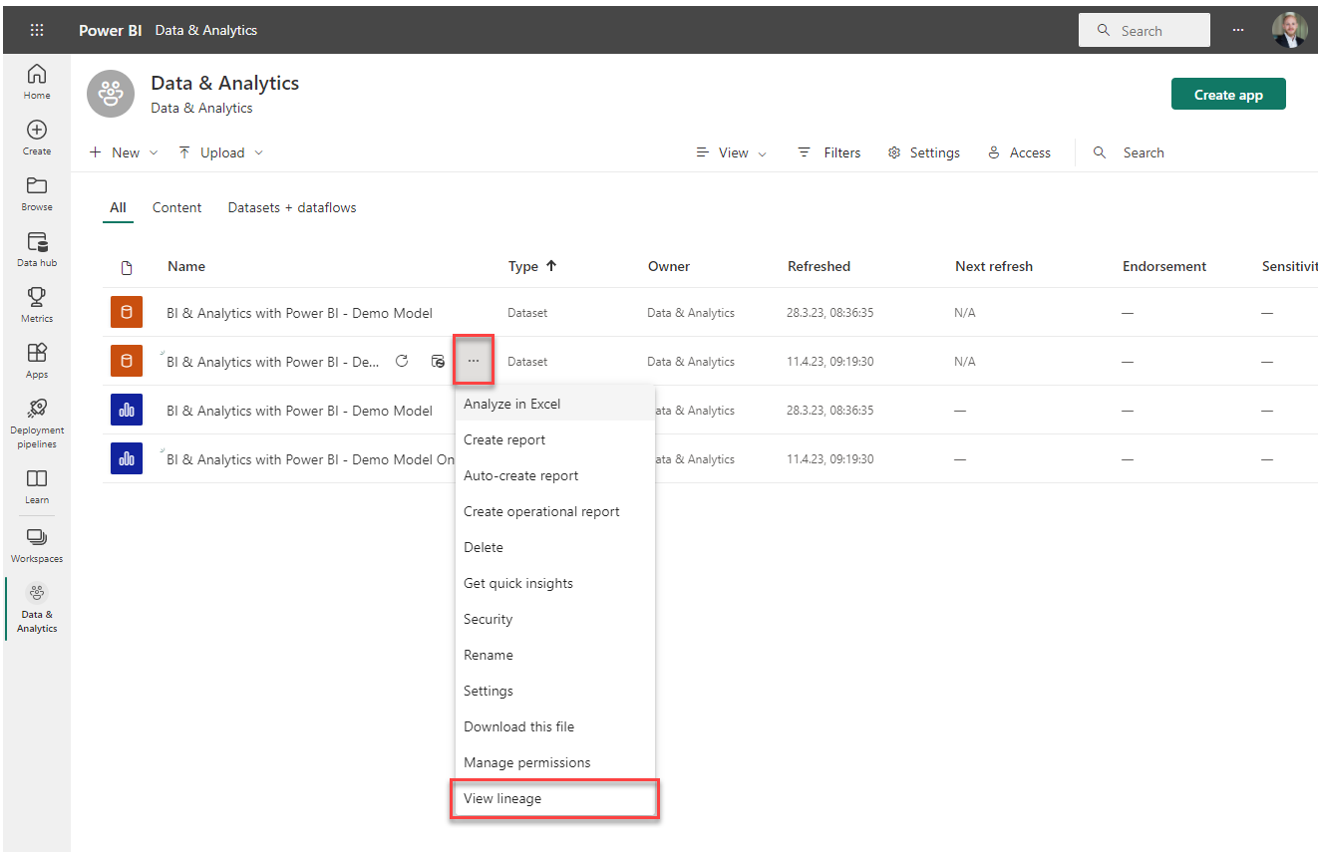 Power BI Data & Analytics
Search
...
Home
Create
Browse
Data hub
Metrics
Apps
Deployment
pipelines
Learn
Workspaces
Data &
Analytics
Data & Analytics
Data & Analytics
Create app
New
Upload
View
Filters
Settings
Access
Search
All Content Datasets + dataflows
Name Type Owner Refreshed Next refresh Endorsement Sensitivit
BI & Analytics with Power BI - Demo Model Dataset Data & Analytics 28.3.23, 08:36:35 N/A — —
BI & Analytics with Power BI - De... ... Dataset Data & Analytics 11.4.23, 09:19:30 N/A — —
BI & Analytics with Power BI - Demo Model ata & Analytics 28.3.23, 08:36:35 — — —
BI & Analytics with Power BI - Demo Model On ata & Analytics 11.4.23, 09:19:30 — — —
Analyze in Excel
Create report
Auto-create report
Create operational report
Delete
Get quick insights
Security
Rename
Settings
Download this file
Manage permissions
View lineage